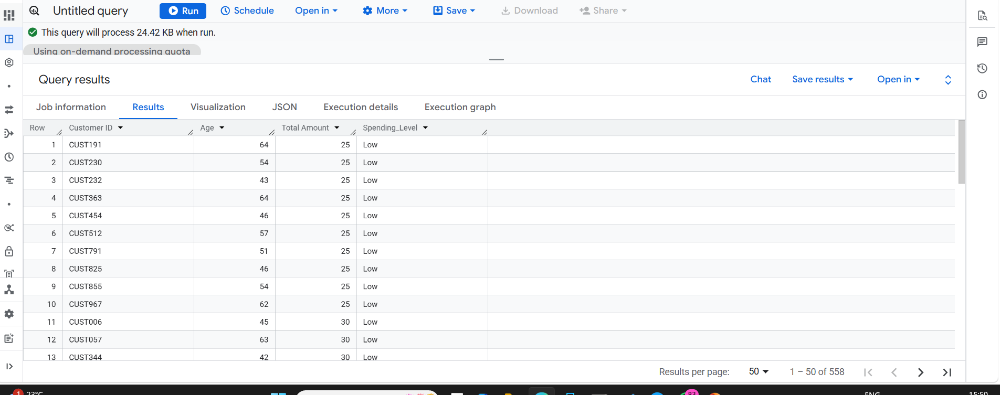 Untitled query Run Schedule Open in More Save Download Share
This query will process 24.42 KB when run.
Using on-demand processing quota
Query results Chat Save results Open in
Job information Results Visualization JSON Execution details Execution graph
Row Customer ID Age Total Amount Spending_Level
1 CUST191 64 25 Low
2 CUST230 54 25 Low
3 CUST232 43 25 Low
4 CUST363 64 25 Low
5 CUST454 46 25 Low
6 CUST512 57 25 Low
7 CUST791 51 25 Low
8 CUST825 46 25 Low
9 CUST855 54 25 Low
10 CUST967 62 25 Low
11 CUST006 45 30 Low
12 CUST057 63 30 Low
13 CUST344 42 30 Low
Results per page: 50 1 – 50 of 558
1 23°C 83 ENG 15:50